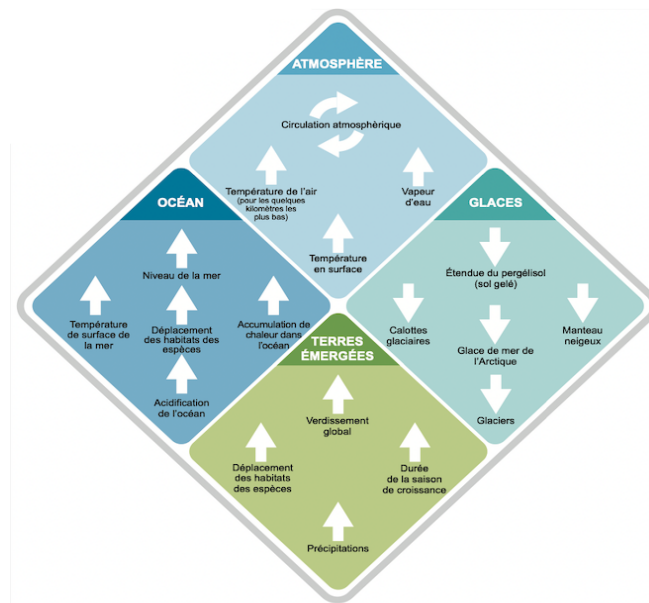 ATMOSPHÈRE
Circulation atmosphèrique
Température de l'air
(pour les quelques
kilomètres les
plus bas)
Vapeur
d'eau
Température
en surface
OCÉAN
Niveau de la mer
Température
de surface de
la mer
Déplacement
des habitats des
espèces
Accumulation de
chaleur dans
l'océan
Acidification
de l'océan
GLACES
Étendue du pergélisol
(sol gelé)
Calottes
glaciaires
Manteau
neigeux
Glace de mer de
l'Arctique
Glaciers
TERRES
ÉMERGÉES
Verdissement
global
Déplacement
des habitats
des espèces
Durée
de la saison
de croissance
Précipitations